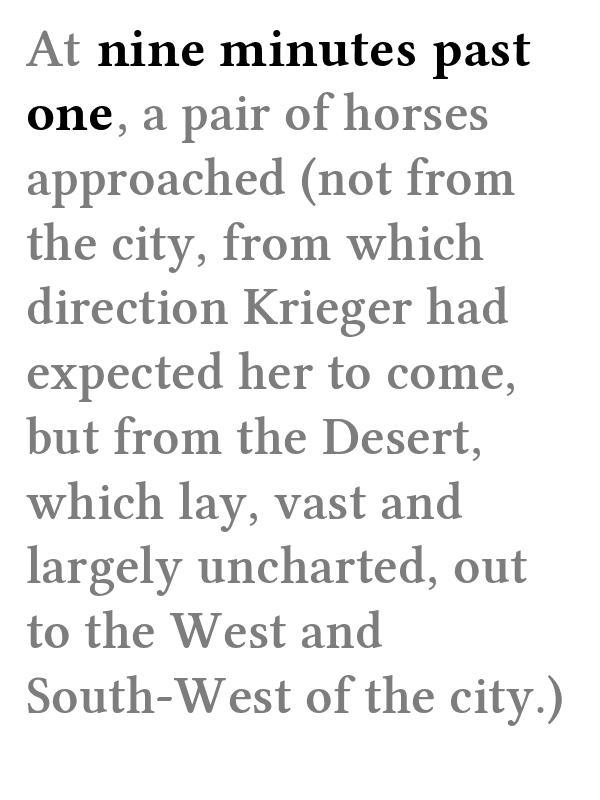 At nine minutes past
one, a pair of horses
approached (not from
the city, from which
direction Krieger had
expected her to come,
but from the Desert,
which lay, vast and
largely uncharted, out
to the West and
South-West of the city.)